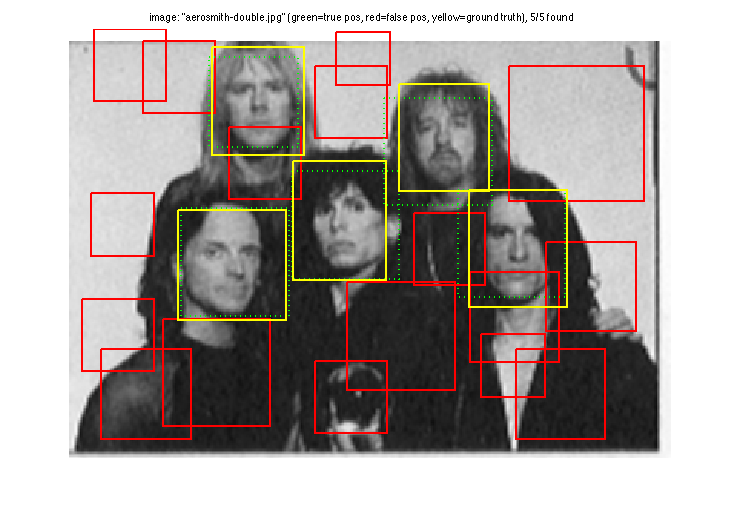 image: "aerosmith-double.jpg" (green=true pos, red=false pos, yellow=ground truth), 5/5 found